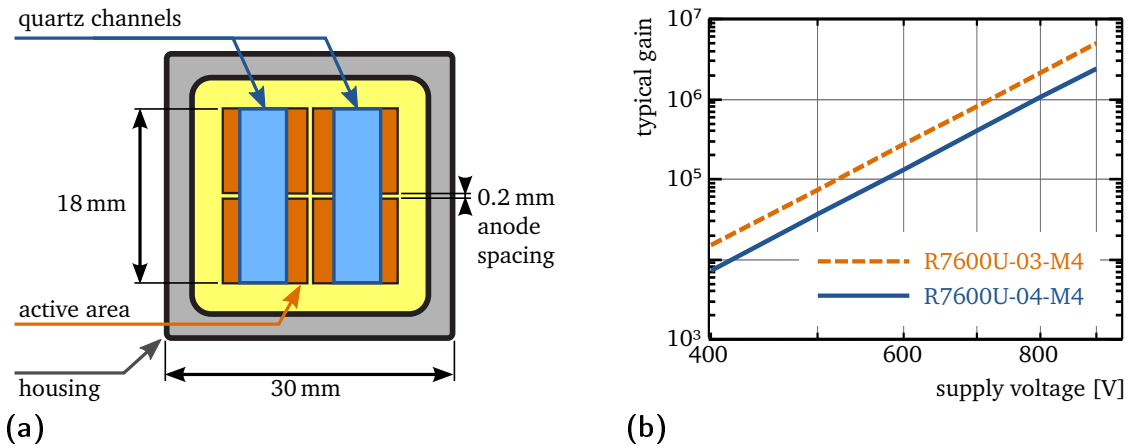 quartz channels
18 mm
0.2 mm
anode
spacing
active area
housing
30 mm
(a)
typical gain
10⁷
10⁶
10⁵
10³
R7600U-03-M4
R7600U-04-M4
400
600
800
supply voltage [V]
(b)